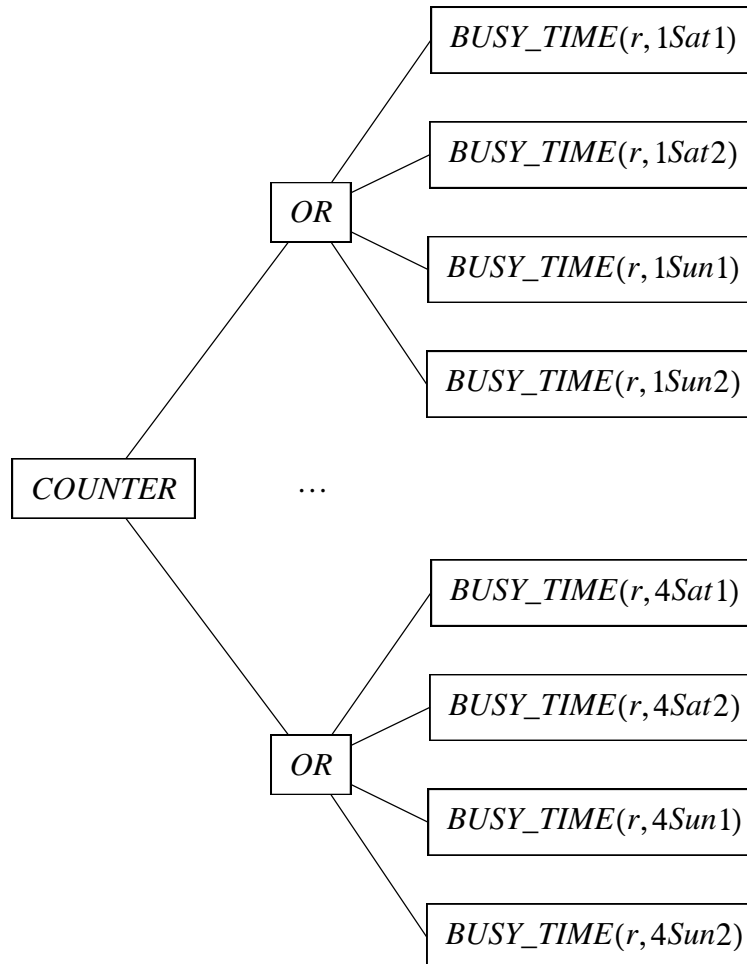 BUSY_TIME(r, 1Sat1)
BUSY_TIME(r, 1Sat2)
OR
BUSY_TIME(r, 1Sun1)
BUSY_TIME(r, 1Sun2)
COUNTER
...
BUSY_TIME(r, 4Sat1)
BUSY_TIME(r, 4Sat2)
OR
BUSY_TIME(r, 4Sun1)
BUSY_TIME(r, 4Sun2)